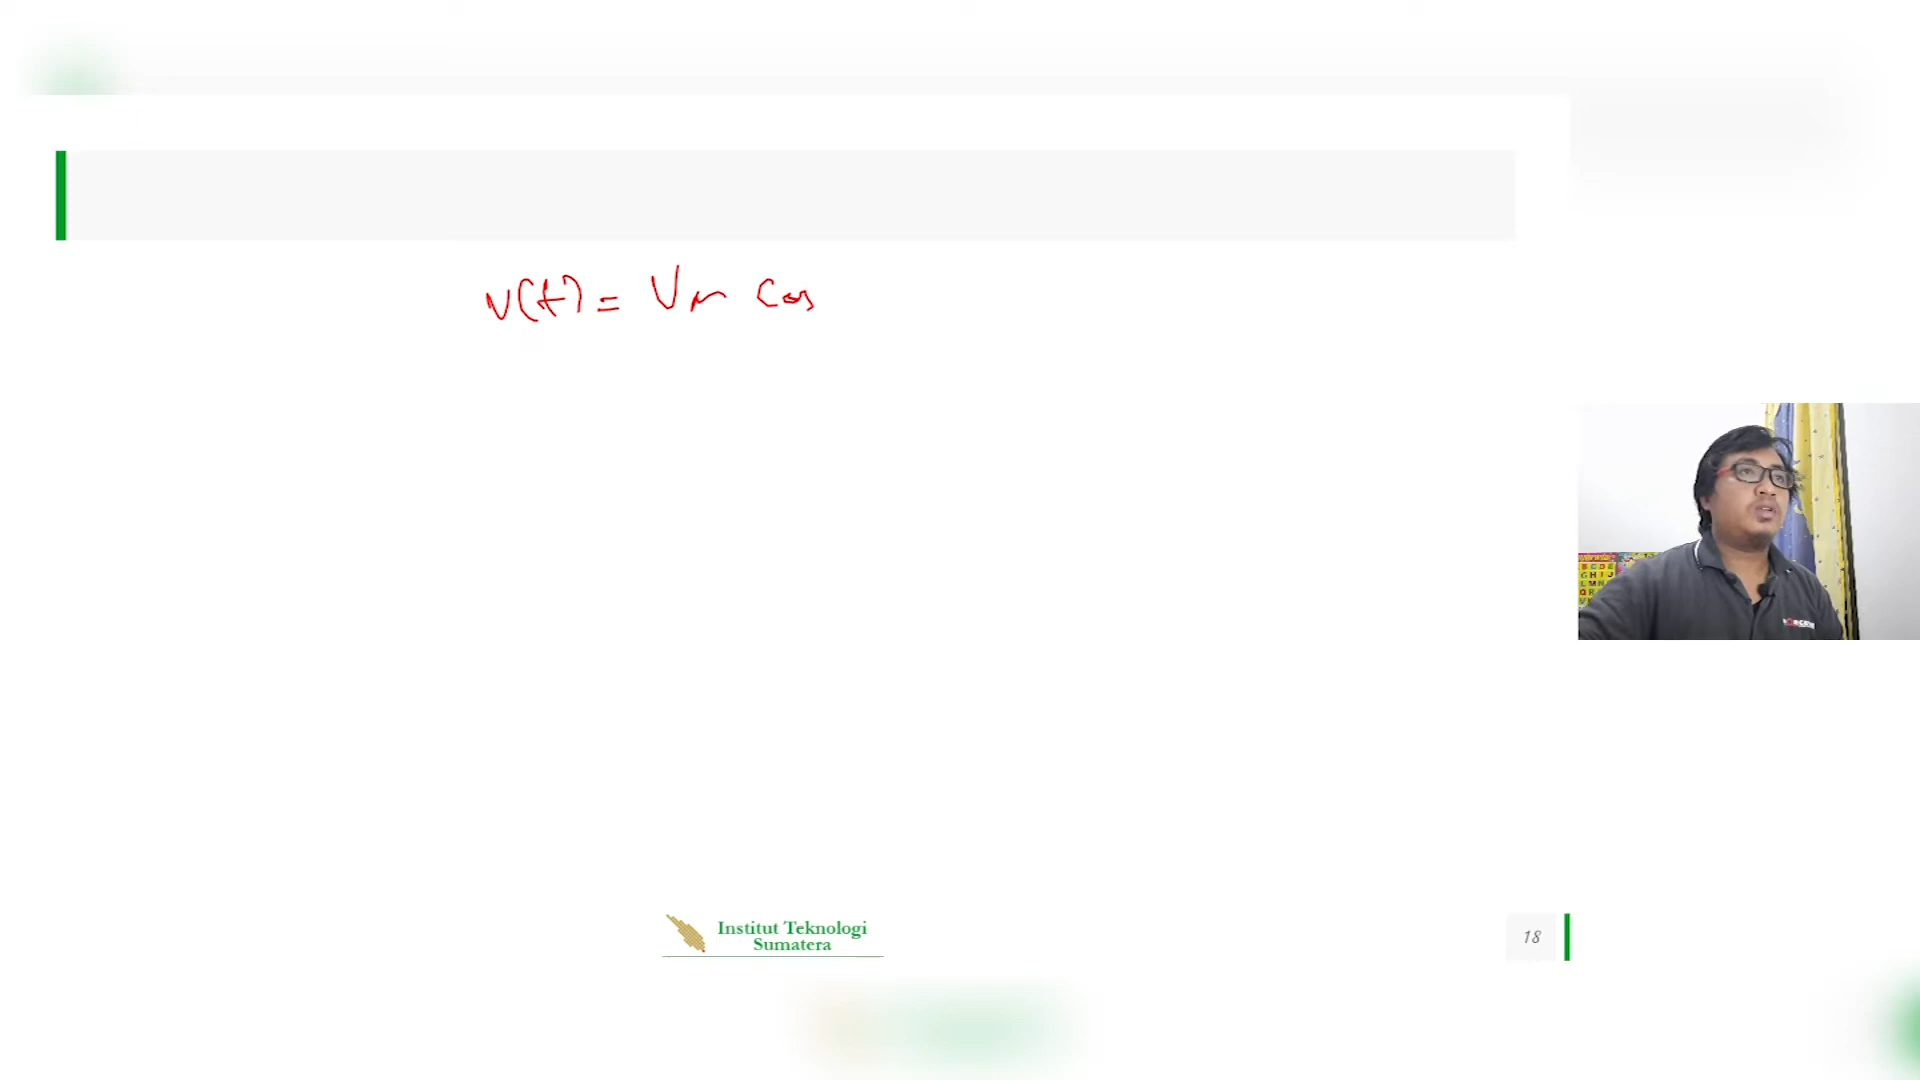 v(t) = Vm cos
Institut Teknologi
Sumatera
18